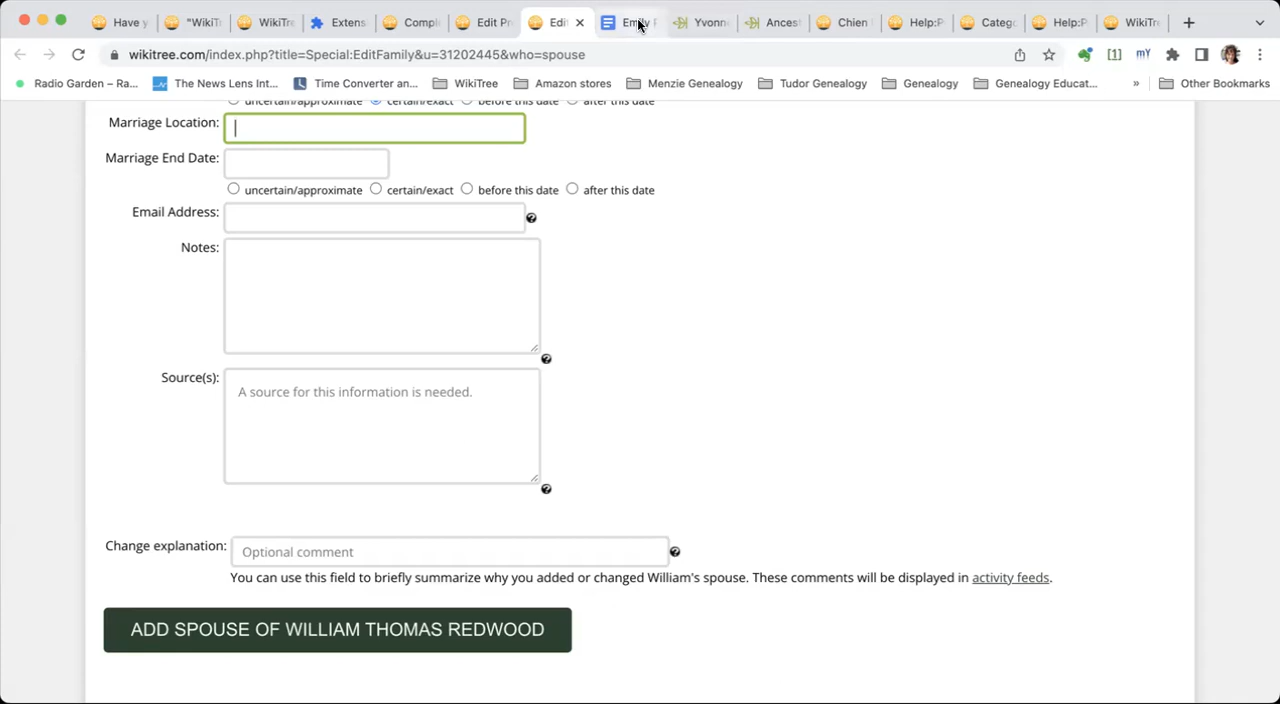 Have y
"WikiTr
WikiTre
Extens
Compl
Edit Pr
Edi
Emily F
Yvonn
Ancest
Chien
Help:P
Catego
Help:P
WikiTr
wikitree.com/index.php?title=Special:EditFamily&u=31202445&who=spouse
Radio Garden – Ra...
The News Lens Int...
Time Converter an...
WikiTree
Amazon stores
Menzie Genealogy
Tudor Genealogy
Genealogy
Genealogy Educat...
»
Other Bookmarks
uncertain/approximate certain/exact before this date after this date
Marriage Location:
Marriage End Date:
uncertain/approximate certain/exact before this date after this date
Email Address:
Notes:
Source(s):
A source for this information is needed.
Change explanation:
Optional comment
You can use this field to briefly summarize why you added or changed William's spouse. These comments will be displayed in activity feeds.
ADD SPOUSE OF WILLIAM THOMAS REDWOOD